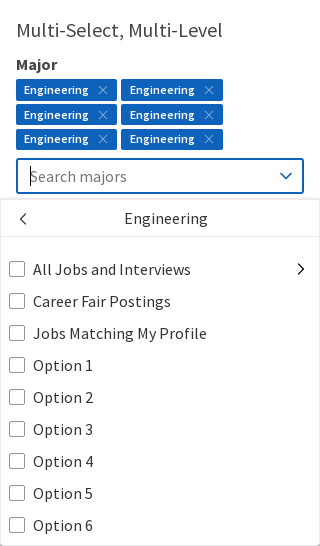 Multi-Select, Multi-Level
Major
Engineering Engineering
Engineering Engineering
Engineering Engineering
Search majors
Engineering
All Jobs and Interviews
Career Fair Postings
Jobs Matching My Profile
Option 1
Option 2
Option 3
Option 4
Option 5
Option 6